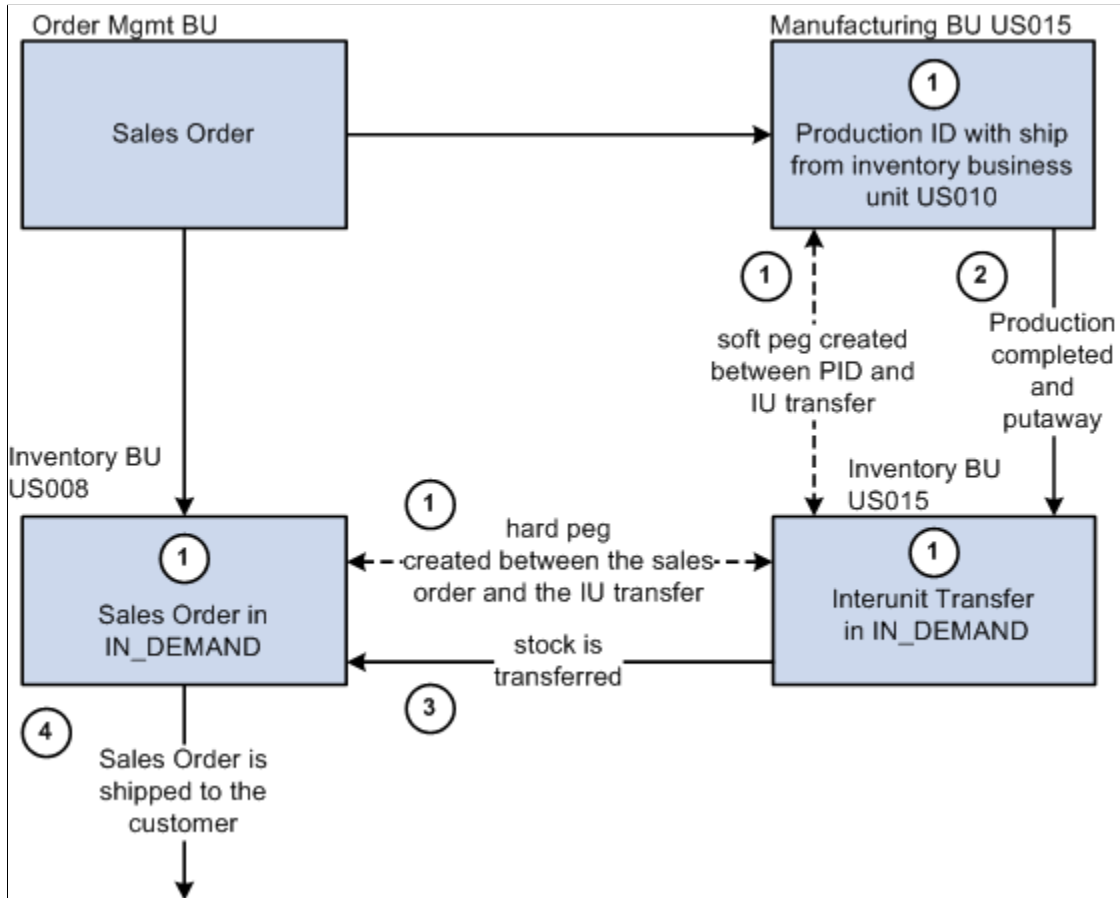 Order Mgmt BU
Manufacturing BU US015
Sales Order
1
Production ID with ship
from inventory business
unit US010
1
soft peg created
between PID and
IU transfer
2
Production
completed
and
putaway
Inventory BU
US008
Inventory BU
US015
1
Sales Order in
IN_DEMAND
1
hard peg
created between the sales
order and the IU transfer
1
Interunit Transfer
in IN_DEMAND
stock is
transferred
3
4
Sales Order is
shipped to the
customer